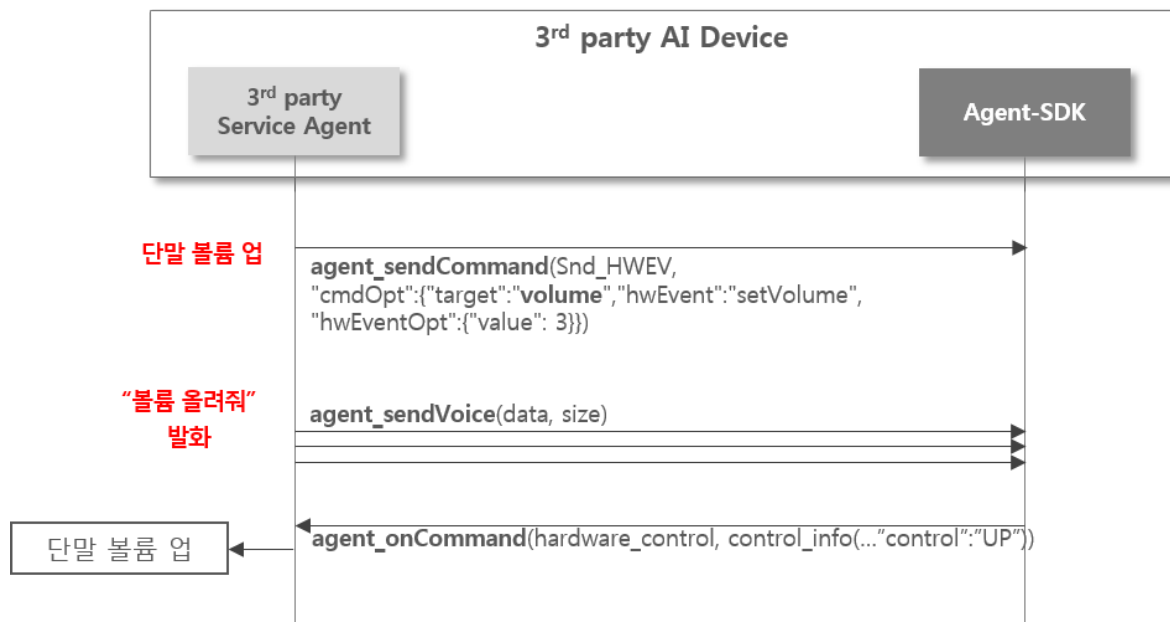 3rd party AI Device
3rd party
Service Agent
Agent-SDK
단말 볼륨 업
agent_sendCommand(Snd_HWEV,
"cmdOpt":{"target":"volume","hwEvent":"setVolume",
"hwEventOpt":{"value": 3}})
“볼륨 올려줘”
발화
agent_sendVoice(data, size)
agent_onCommand(hardware_control, control_info(...”control”:”UP”))
단말 볼륨 업